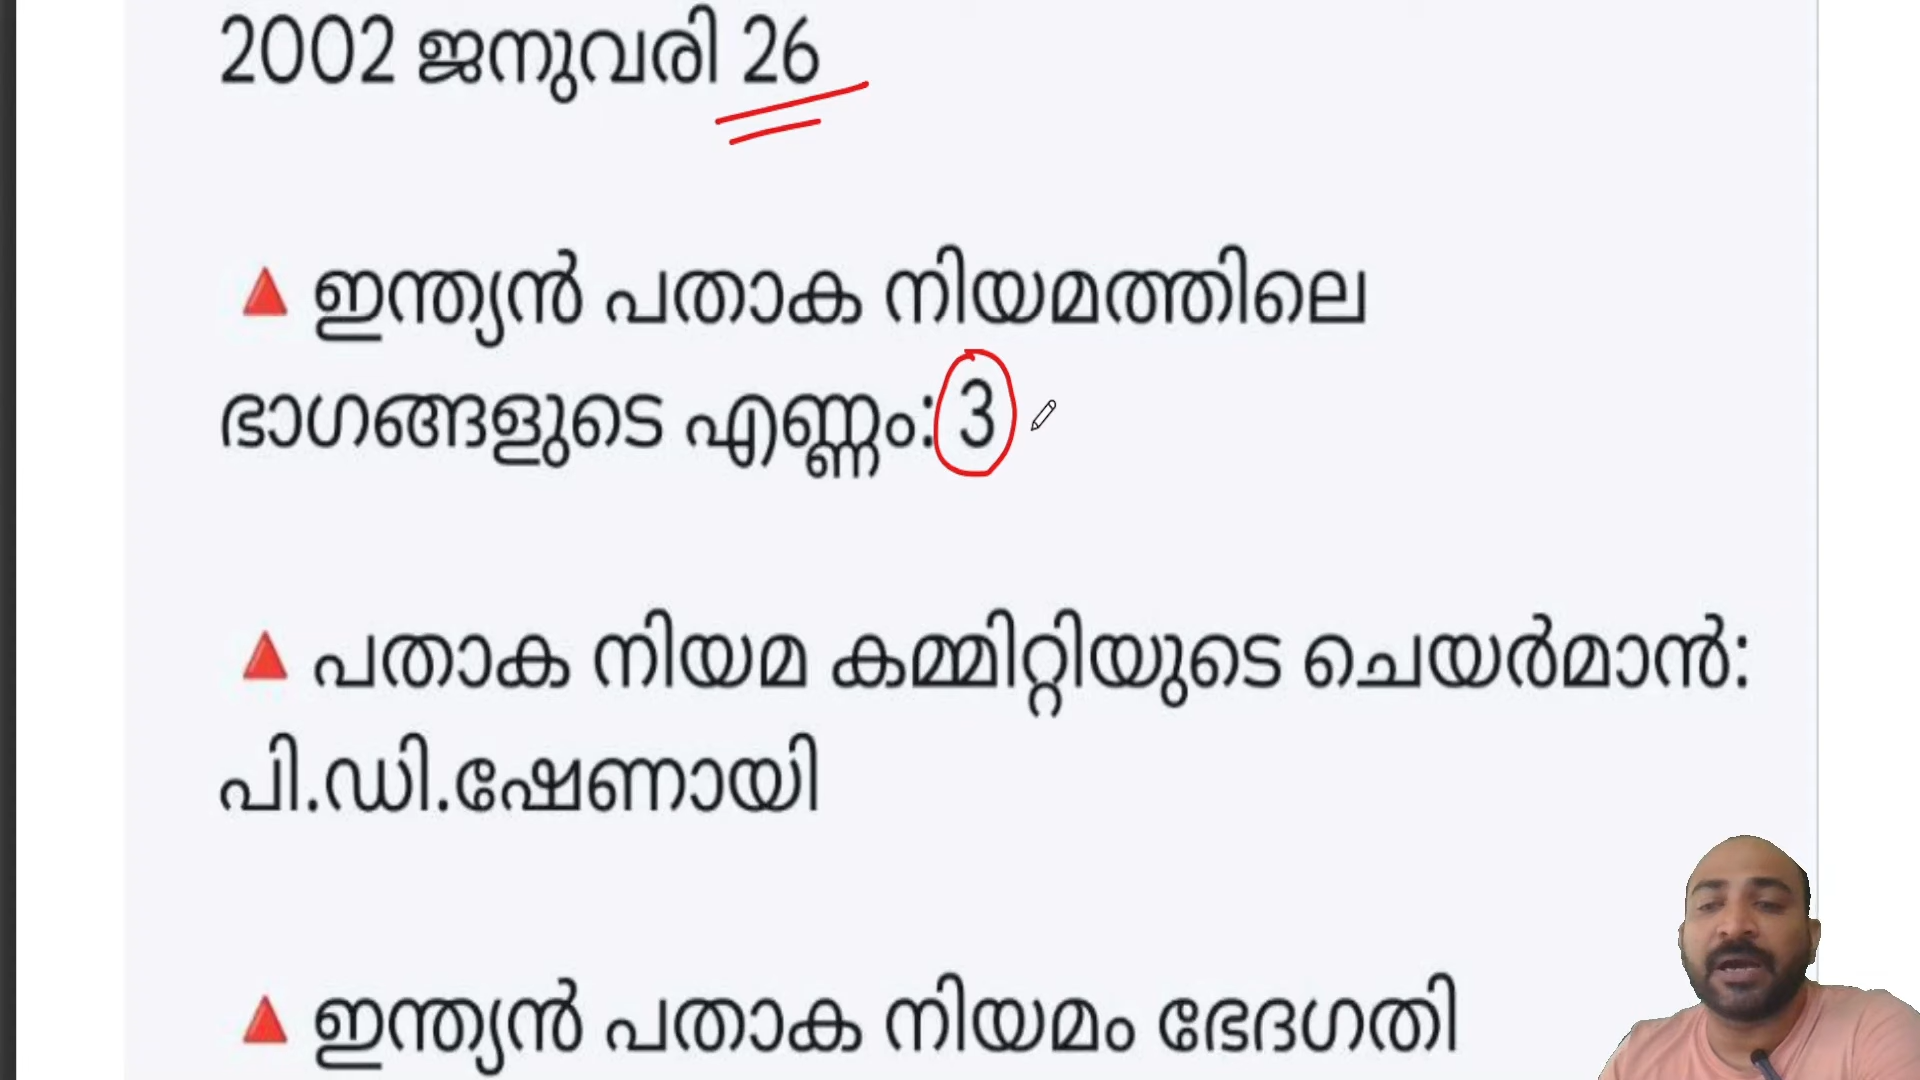 2002 ജനുവരി 26
🔺ഇന്ത്യൻ പതാക നിയമത്തിലെ
ഭാഗങ്ങളുടെ എണ്ണം: 3
🔺പതാക നിയമ കമ്മിറ്റിയുടെ ചെയർമാൻ:
പി.ഡി.ഷേണായി
🔺ഇന്ത്യൻ പതാക നിയമം ഭേദഗതി